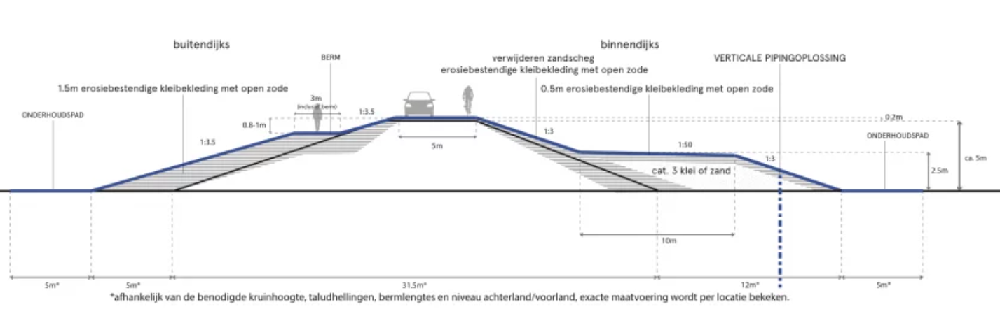 buitendijks
binnendijks
BERM
verwijderen zandscheg
erosiebestendige kleibekleding met open zode
VERTICALE PIPINGOPLOSSING
1.5m erosiebestendige kleibekleding met open zode
0.5m erosiebestendige kleibekleding met open zode
3m
(inclusief berm)
ONDERHOUDSPAD
1:3.5
0.2m
0.8-1m
1:3
ONDERHOUDSPAD
1:3.5
5m
1:50
1:3
ca. 5m
cat. 3 klei of zand
2.5m
10m
5m*
5m*
31.5m*
12m*
5m*
*afhankelijk van de benodigde kruinhoogte, taludhellingen, bermlengtes en niveau achterland/voorland, exacte maatvoering wordt per locatie bekeken.